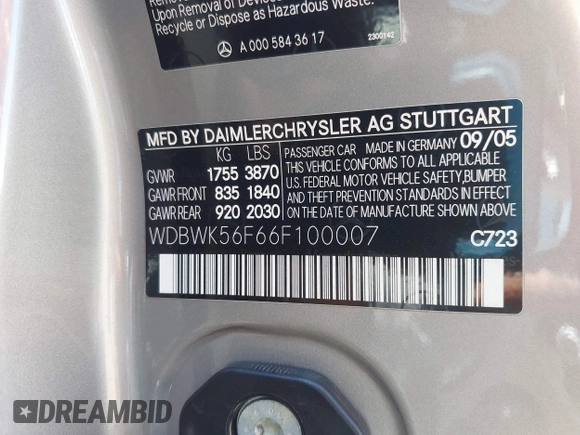 Upon Removal of Devices
Recycle or Dispose as Hazardous Waste.
A 000 584 36 17
2300142
MFD BY DAIMLERCHRYSLER AG STUTTGART
KG LBS
GVWR 1755 3870
GAWR FRONT 835 1840
GAWR REAR 920 2030
PASSENGER CAR MADE IN GERMANY 09/05
THIS VEHICLE CONFORMS TO ALL APPLICABLE
U.S. FEDERAL MOTOR VEHICLE SAFETY,BUMPER
AND THEFT PREVENTION STANDARDS IN EFFECT
ON THE DATE OF MANUFACTURE SHOWN ABOVE
WDBWK56F66F100007
C723
DREAMBID